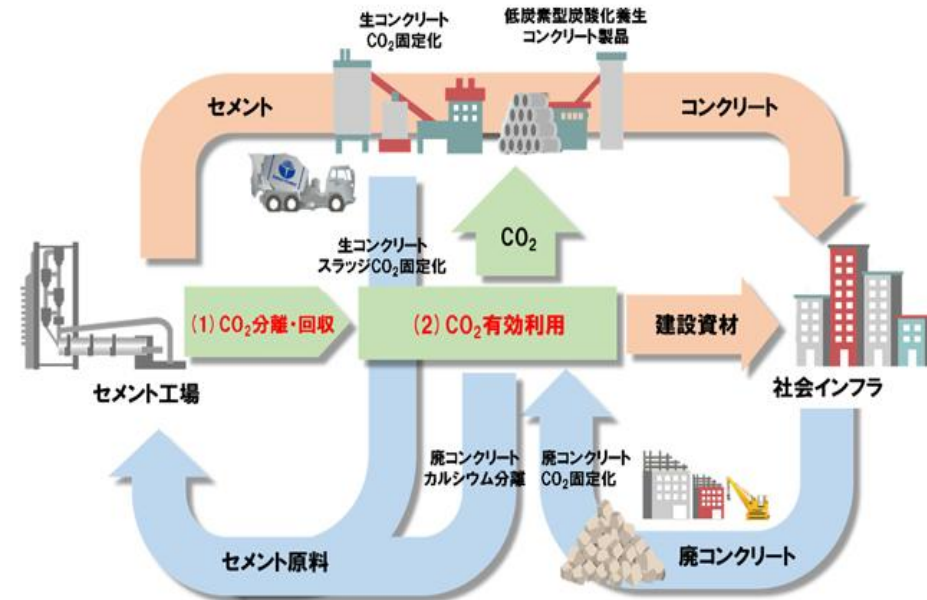 生コンクリート
CO₂固定化
低炭素型炭酸化養生
コンクリート製品
セメント
コンクリート
CO₂
生コンクリート
スラッジCO₂固定化
(1)CO₂分離・回収
(2)CO₂有効利用
建設資材
セメント工場
社会インフラ
廃コンクリート
カルシウム分離
廃コンクリート
CO₂固定化
セメント原料
廃コンクリート